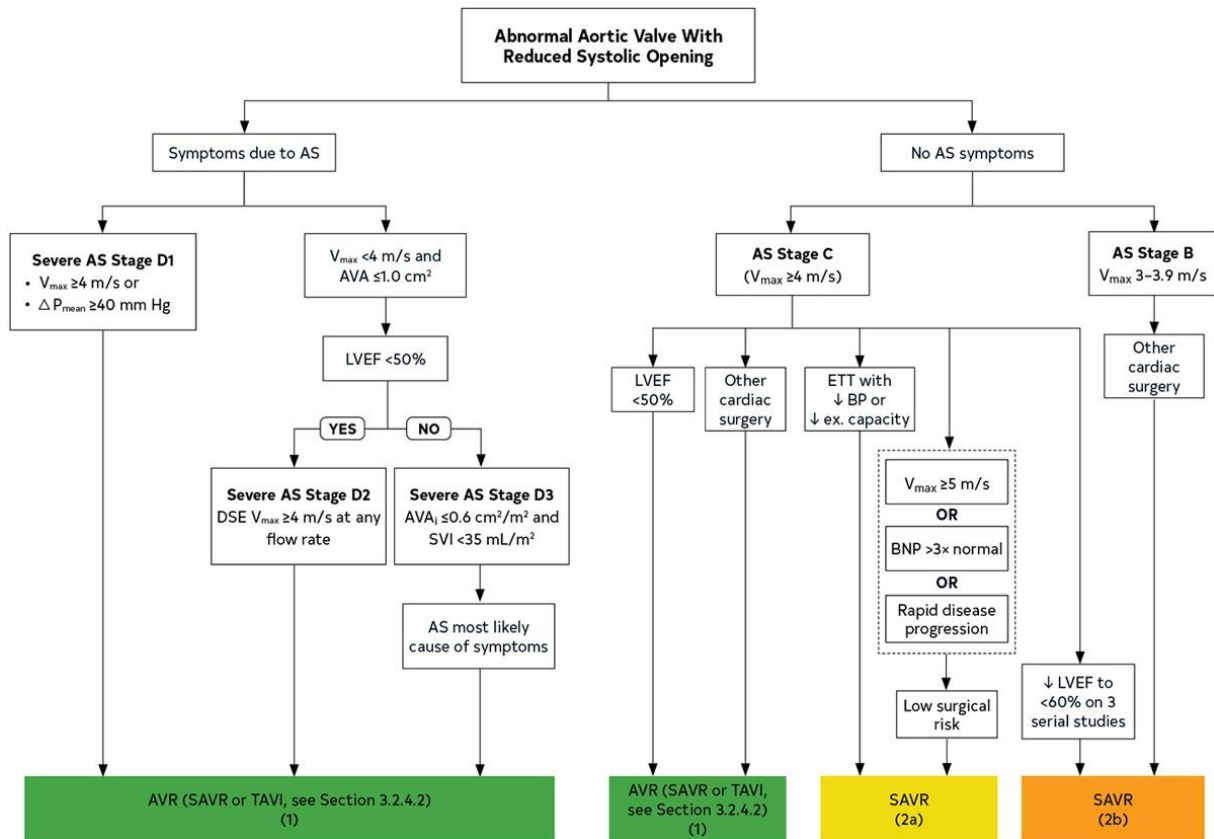 Abnormal Aortic Valve With
Reduced Systolic Opening
Symptoms due to AS
No AS symptoms
Severe AS Stage D1
• Vmax ≥4 m/s or
• △Pmean ≥40 mm Hg
Vmax <4 m/s and
AVA ≤1.0 cm²
AS Stage C
(Vmax ≥4 m/s)
AS Stage B
Vmax 3–3.9 m/s
LVEF <50%
YES
NO
Severe AS Stage D2
DSE Vmax ≥4 m/s at any
flow rate
Severe AS Stage D3
AVAi ≤0.6 cm²/m² and
SVI <35 mL/m²
AS most likely
cause of symptoms
LVEF
<50%
Other
cardiac
surgery
ETT with
↓ BP or
↓ ex. capacity
Vmax ≥5 m/s
OR
BNP >3× normal
OR
Rapid disease
progression
Low surgical
risk
↓ LVEF to
<60% on 3
serial studies
Other
cardiac
surgery
AVR (SAVR or TAVI, see Section 3.2.4.2)
(1)
AVR (SAVR or TAVI,
see Section 3.2.4.2)
(1)
SAVR
(2a)
SAVR
(2b)